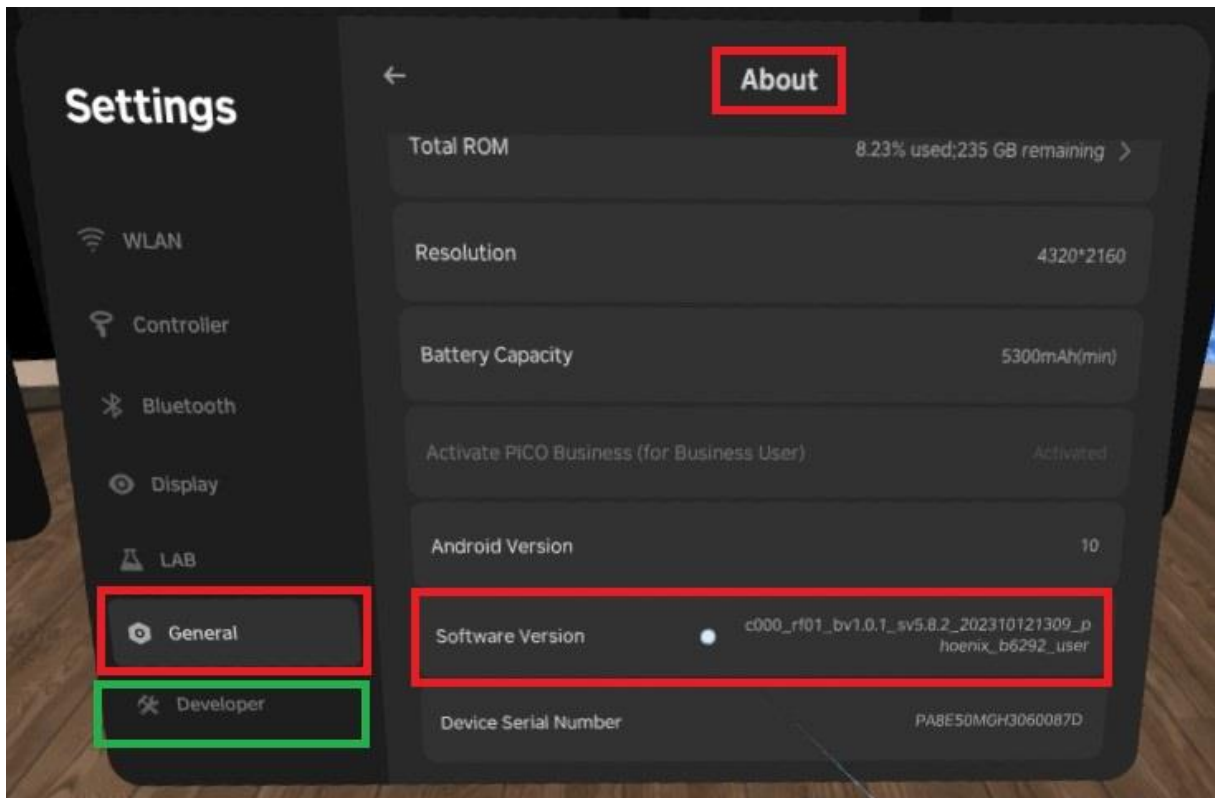 Settings
WLAN
Controller
Bluetooth
Display
LAB
General
Developer
About
Total ROM 8.23% used;235 GB remaining
Resolution 4320*2160
Battery Capacity 5300mAh(min)
Activate PICO Business (for Business User) Activated
Android Version 10
Software Version c000_rf01_bv1.0.1_sv5.8.2_202310121309_p
hoenix_b6292_user
Device Serial Number PA8E50MGH3060087D